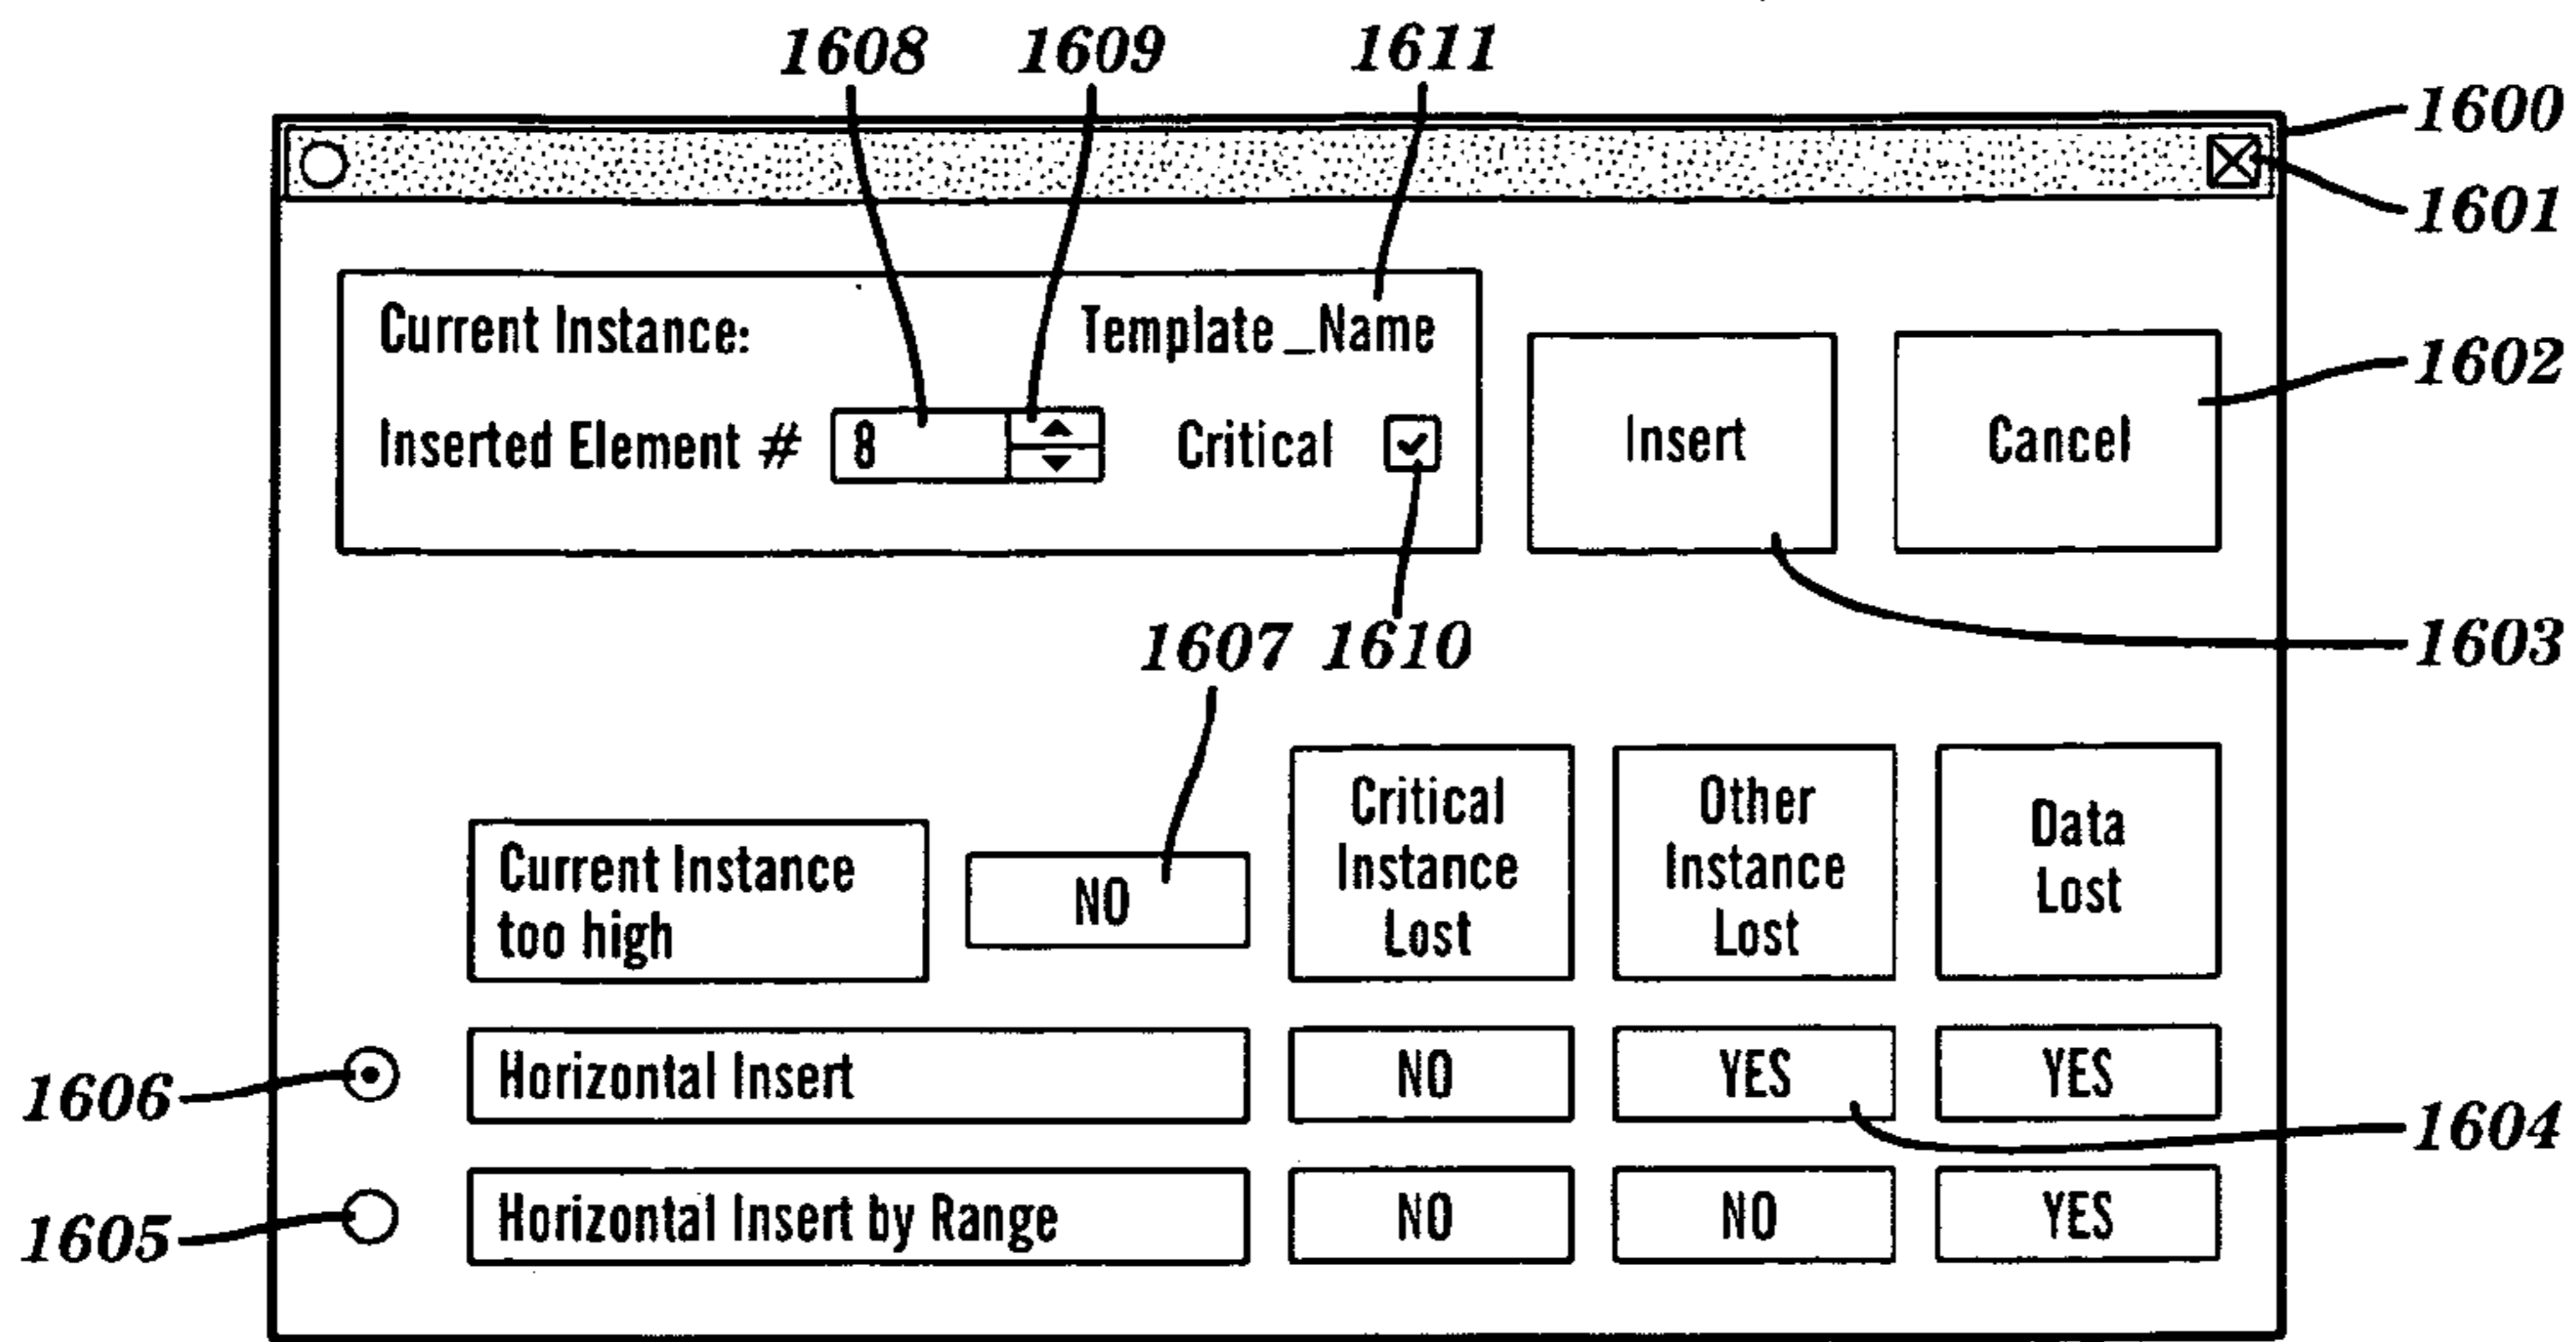 1608 1609 1611
1600
1601
Current Instance: Template_Name
1602
Inserted Element # 8 Critical
Insert Cancel
1607 1610
1603
Current Instance
too high
NO
Critical
Instance
Lost
Other
Instance
Lost
Data
Lost
1606 Horizontal Insert NO YES YES
1604
1605 Horizontal Insert by Range NO NO YES